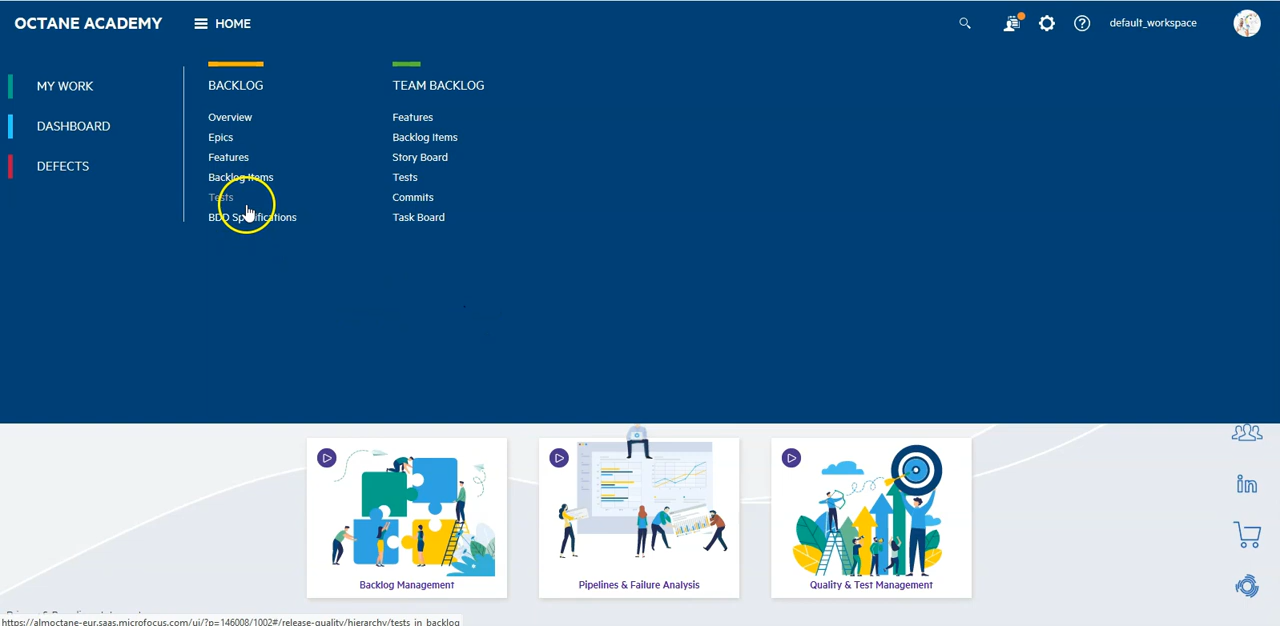 OCTANE ACADEMY
HOME
default_workspace
MY WORK
DASHBOARD
DEFECTS
BACKLOG
Overview
Epics
Features
Backlog Items
Tests
BDD Specifications
TEAM BACKLOG
Features
Backlog Items
Story Board
Tests
Commits
Task Board
Backlog Management
Pipelines & Failure Analysis
Quality & Test Management
in
https://almoctane-eur.saas.microfocus.com/ui/?p=146008/1002#/release-quality/hierarchy/tests_in_backlog